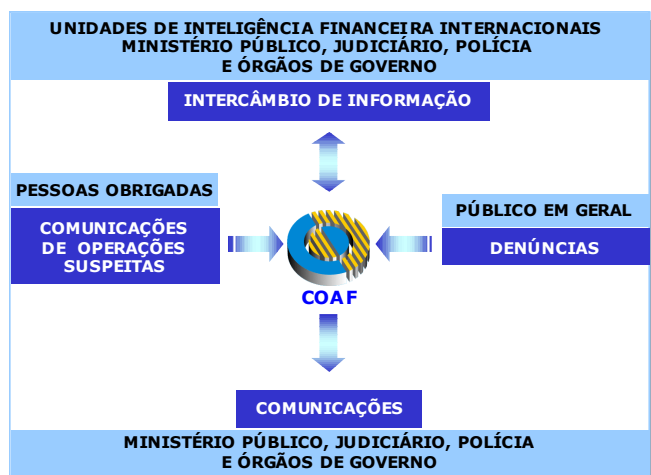 UNIDADES DE INTELIGÊNCIA FINANCEIRA INTERNACIONAIS
MINISTÉRIO PÚBLICO, JUDICIÁRIO, POLÍCIA
E ÓRGÃOS DE GOVERNO
INTERCÂMBIO DE INFORMAÇÃO
PESSOAS OBRIGADAS
COMUNICAÇÕES
DE OPERAÇÕES
SUSPEITAS
PÚBLICO EM GERAL
DENÚNCIAS
COAF
COMUNICAÇÕES
MINISTÉRIO PÚBLICO, JUDICIÁRIO, POLÍCIA
E ÓRGÃOS DE GOVERNO